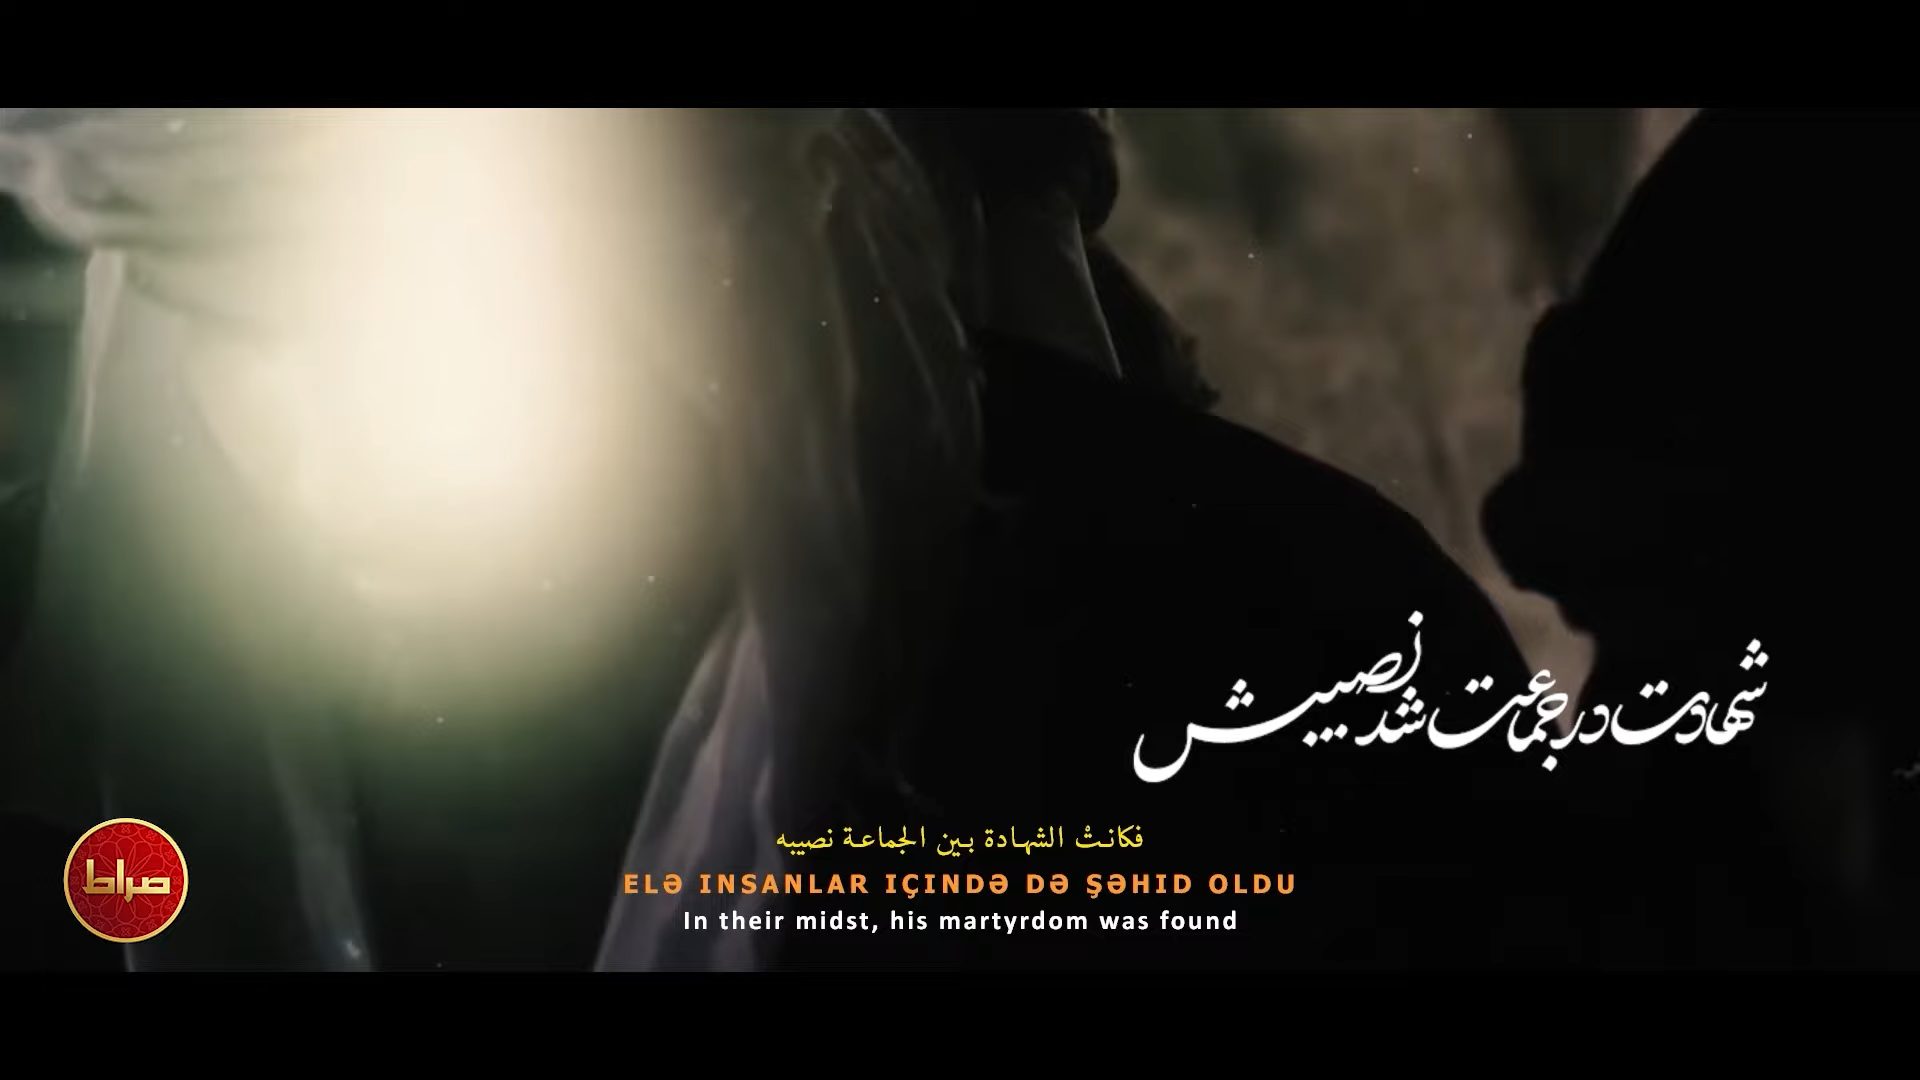 شهادت در جماعت شد نصیبش
فكانتْ الشهادة بين الجماعة نصيبه
ELƏ INSANLAR IÇINDƏ DƏ ŞƏHID OLDU
In their midst, his martyrdom was found
صراط